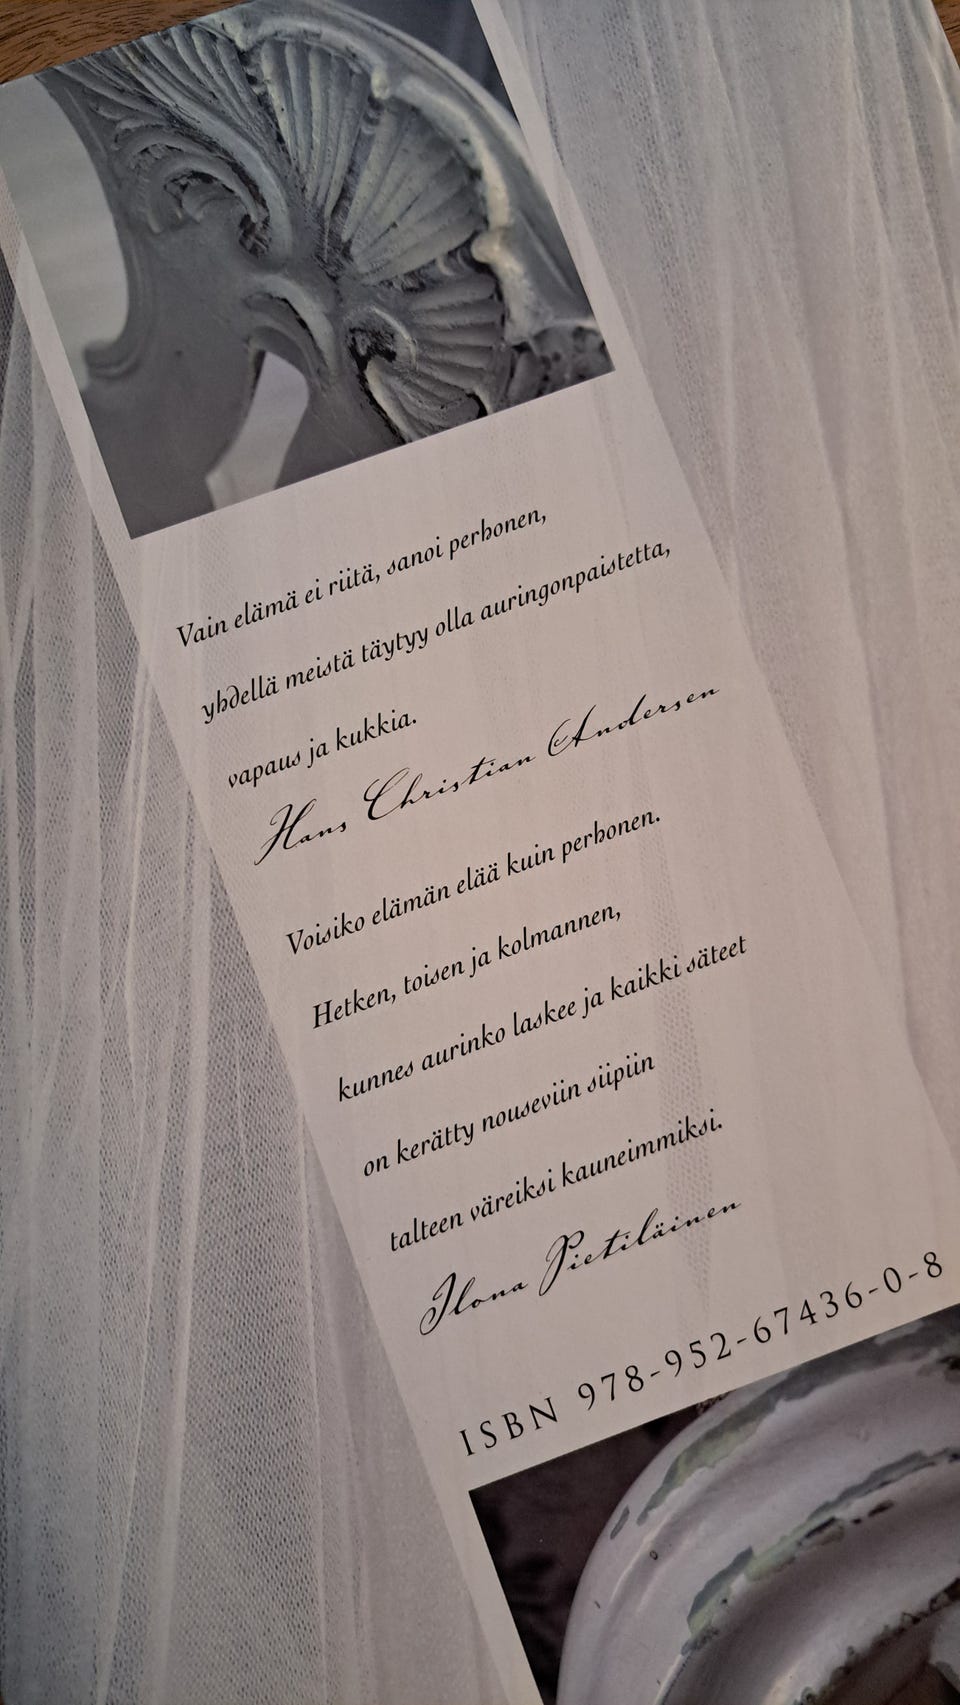 Vain elämä ei riitä, sanoi perhonen,
yhdellä meistä täytyy olla auringonpaistetta,
vapaus ja kukkia.
Hans Christian Andersen
Voisiko elämän elää kuin perhonen.
Hetken, toisen ja kolmannen,
kunnes aurinko laskee ja kaikki säteet
on kerätty nouseviin siipiin
talteen väreiksi kauneimmiksi.
Ilona Pietiläinen
ISBN 978-952-67436-0-8